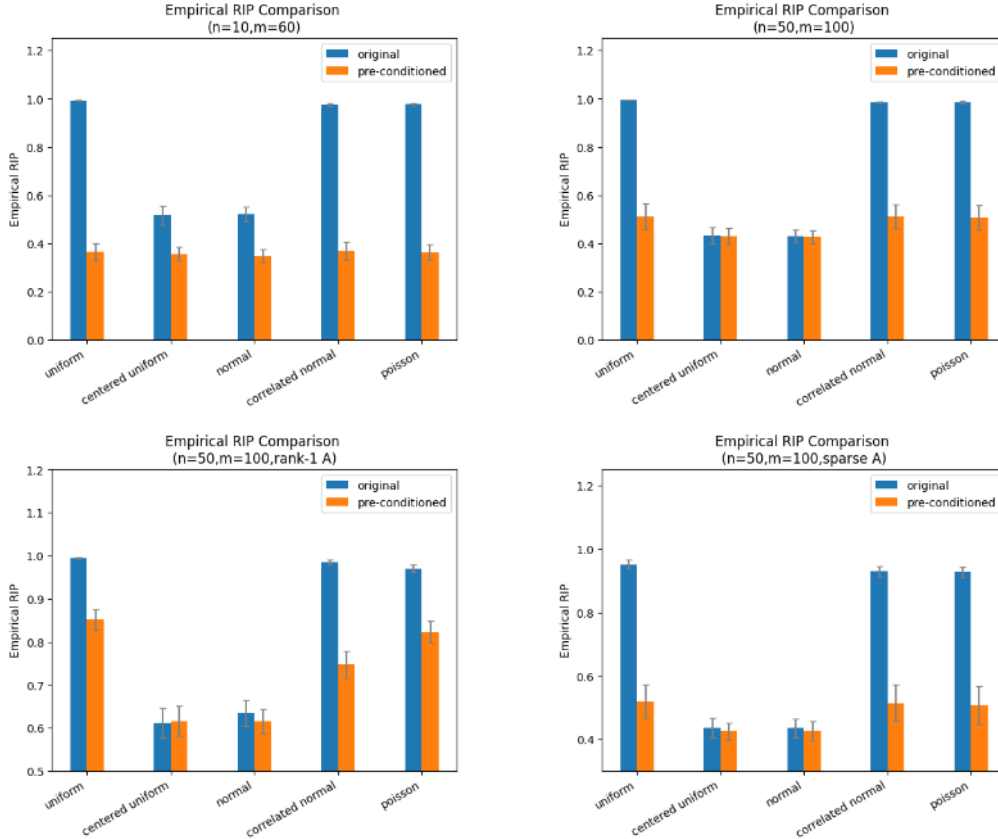 Empirical RIP Comparison
(n=10,m=60)
original
pre-conditioned
Empirical RIP
1.2
1.0
0.8
0.6
0.4
0.2
0.0
uniform
centered uniform
normal
correlated normal
poisson
Empirical RIP Comparison
(n=50,m=100)
original
pre-conditioned
Empirical RIP
1.2
1.0
0.8
0.6
0.4
0.2
0.0
uniform
centered uniform
normal
correlated normal
poisson
Empirical RIP Comparison
(n=50,m=100,rank-1 A)
original
pre-conditioned
Empirical RIP
1.2
1.1
1.0
0.9
0.8
0.7
0.6
0.5
uniform
centered uniform
normal
correlated normal
poisson
Empirical RIP Comparison
(n=50,m=100,sparse A)
original
pre-conditioned
Empirical RIP
1.2
1.0
0.8
0.6
0.4
uniform
centered uniform
normal
correlated normal
poisson